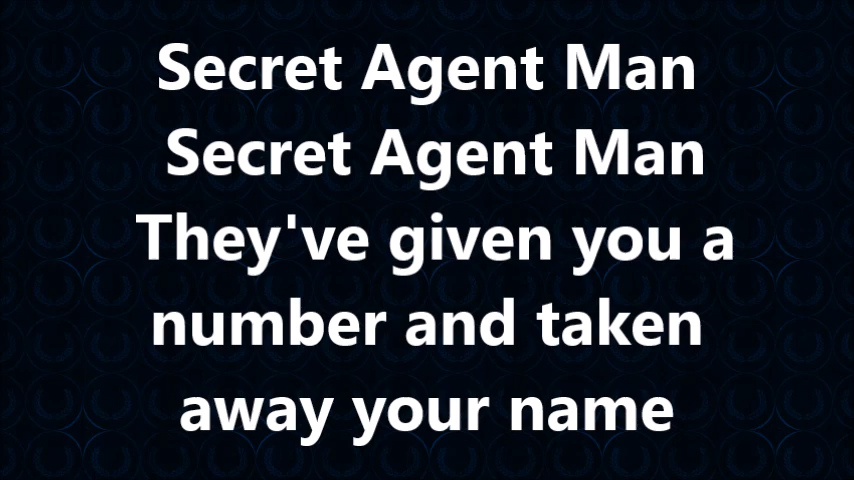 Secret Agent Man
Secret Agent Man
They've given you a
number and taken
away your name